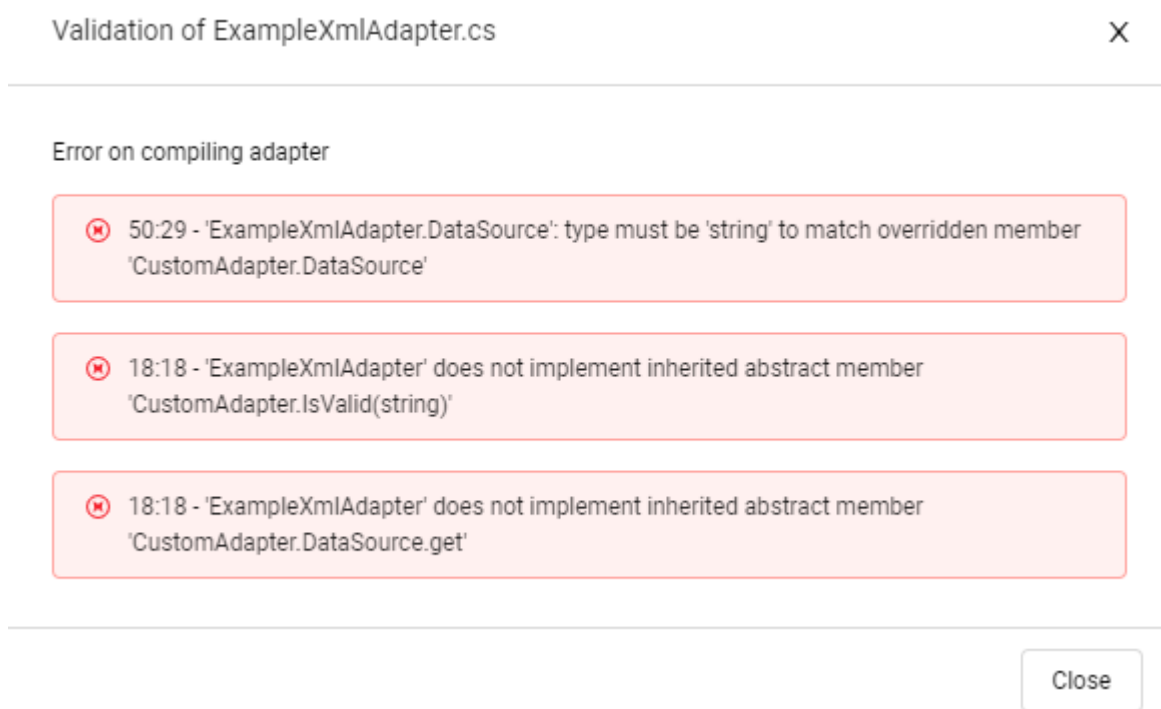 Validation of ExampleXmlAdapter.cs
X
Error on compiling adapter
50:29 - 'ExampleXmlAdapter.DataSource': type must be 'string' to match overridden member
'CustomAdapter.DataSource'
18:18 - 'ExampleXmlAdapter' does not implement inherited abstract member
'CustomAdapter.IsValid(string)'
18:18 - 'ExampleXmlAdapter' does not implement inherited abstract member
'CustomAdapter.DataSource.get'
Close